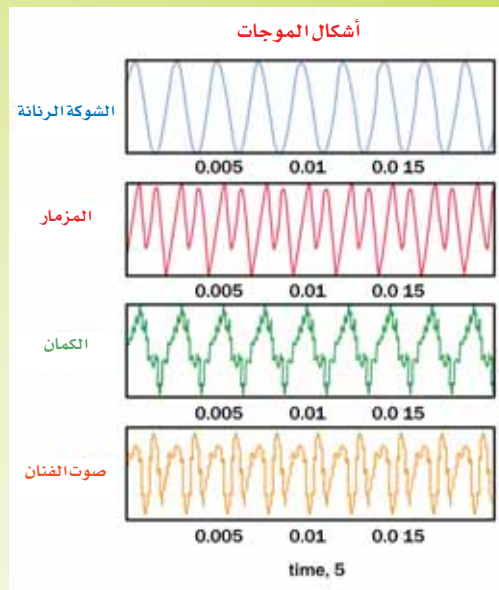 أشكال الموجات
الشوكة الرنانة
0.005 0.01 0.0 15
المزمار
0.005 0.01 0.0 15
الكمان
0.005 0.01 0.0 15
صوت الفنان
0.005 0.01 0.0 15
time, 5